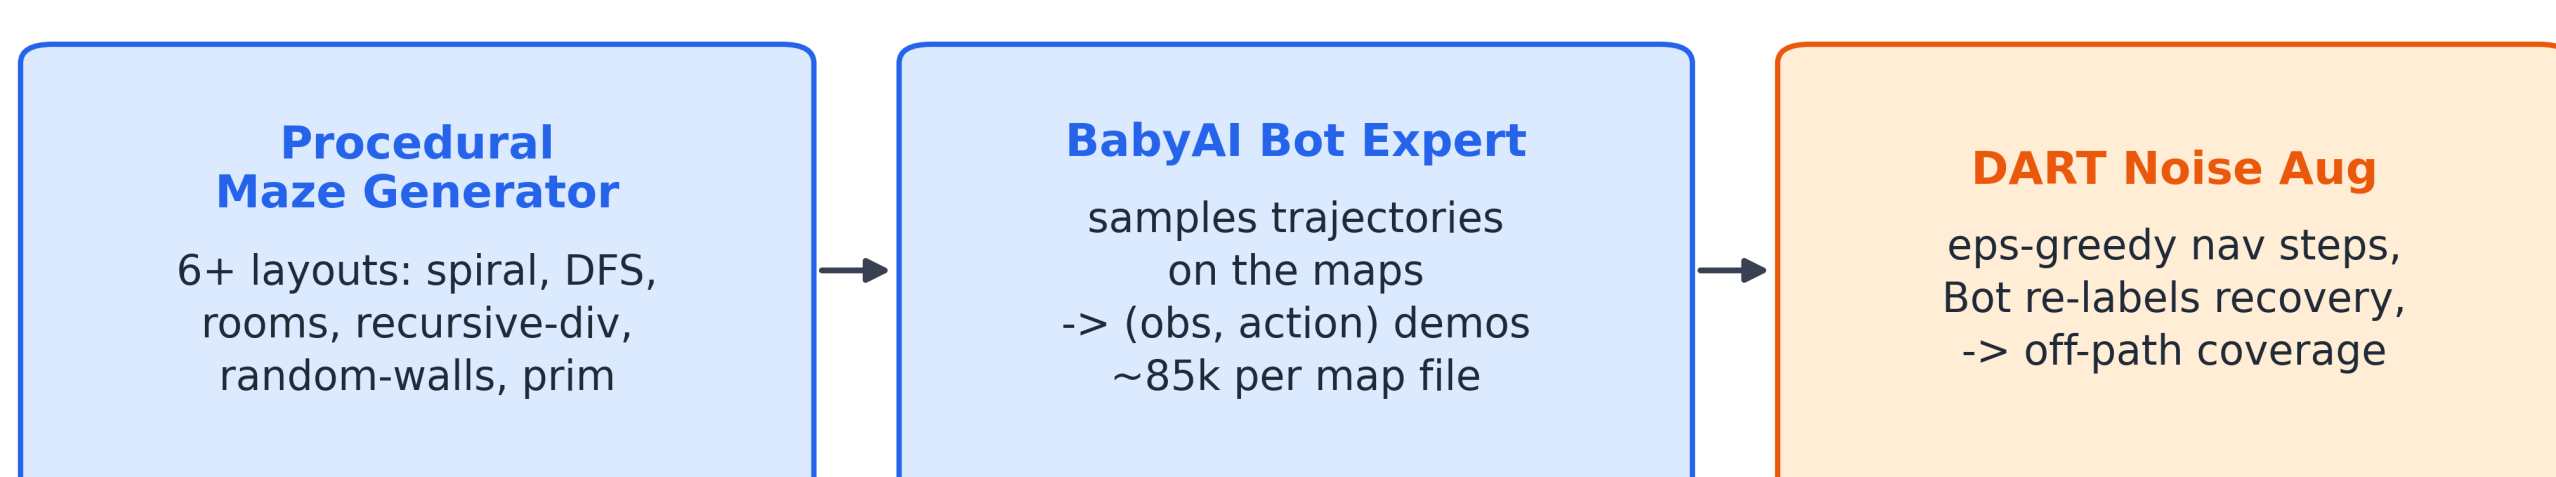 Procedural
Maze Generator
6+ layouts: spiral, DFS,
rooms, recursive-div,
random-walls, prim
BabyAI Bot Expert
samples trajectories
on the maps
-> (obs, action) demos
~85k per map file
DART Noise Aug
eps-greedy nav steps,
Bot re-labels recovery,
-> off-path coverage